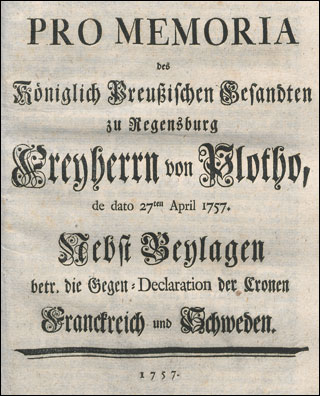 PRO MEMORIA
des
Königlich Preußischen Gesandten
zu Regensburg
Freyherrn von Plotho,
de dato 27ten April 1757.
Nebst Beylagen
betr. die Gegen-Declaration der Cronen
Franckreich und Schweden.
1757.